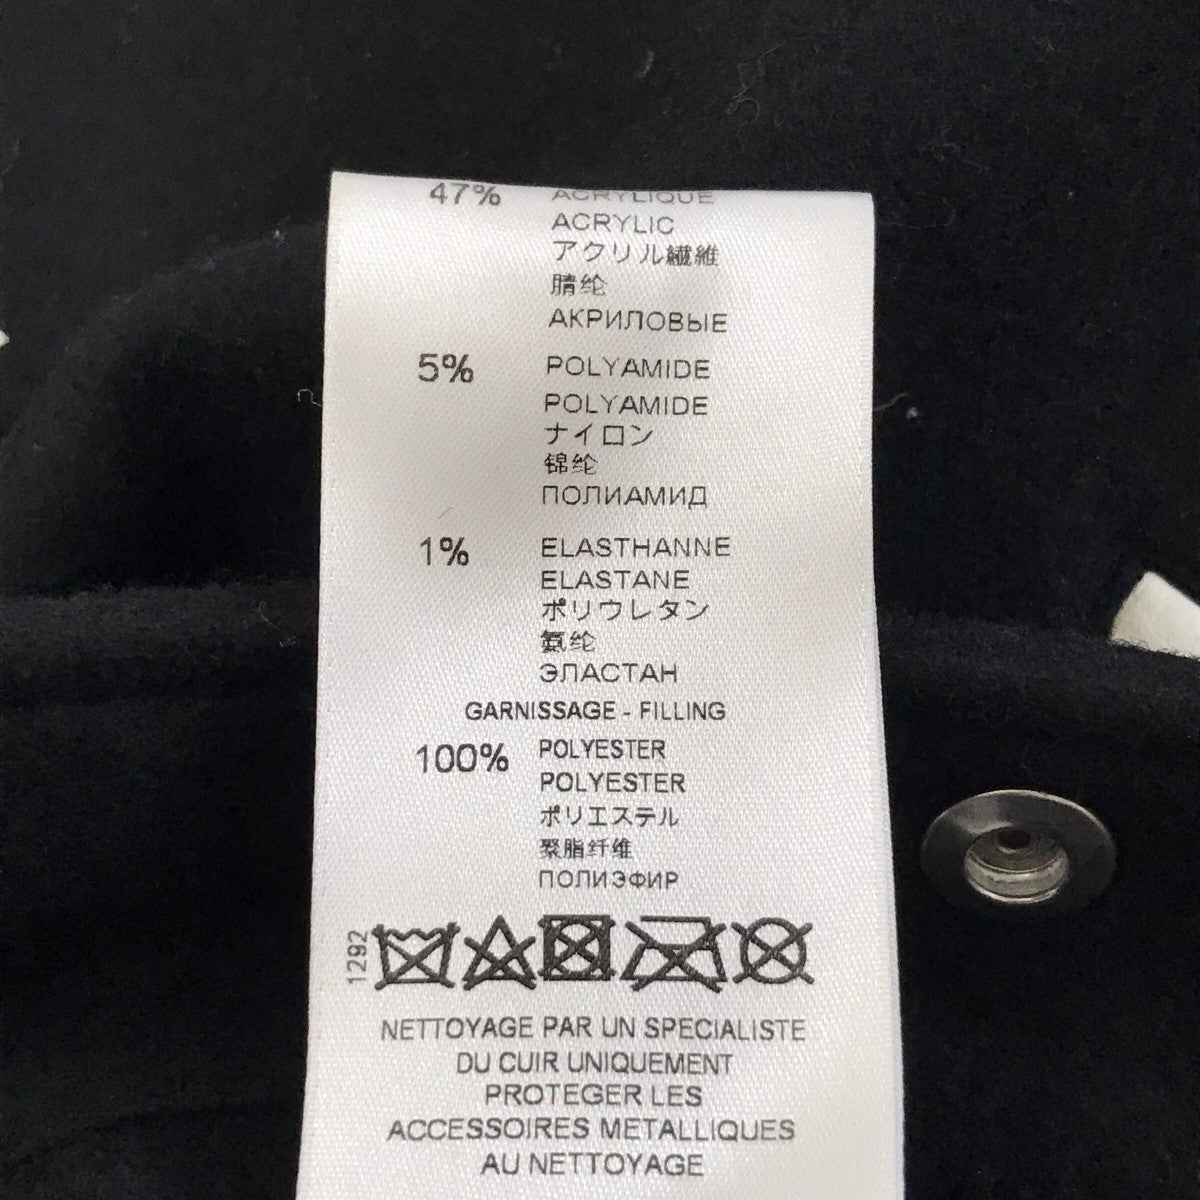 47% ACRYLIQUE
ACRYLIC
アクリル繊維
腈纶
АКРИЛОВЫЕ
5% POLYAMIDE
POLYAMIDE
ナイロン
锦纶
ПОЛИАМИД
1% ELASTHANNE
ELASTANE
ポリウレタン
氨纶
ЭЛАСТАН
GARNISSAGE - FILLING
100% POLYESTER
POLYESTER
ポリエステル
聚脂纤维
ПОЛИЭФИР
1292
NETTOYAGE PAR UN SPECIALISTE
DU CUIR UNIQUEMENT
PROTEGER LES
ACCESSOIRES METALLIQUES
AU NETTOYAGE